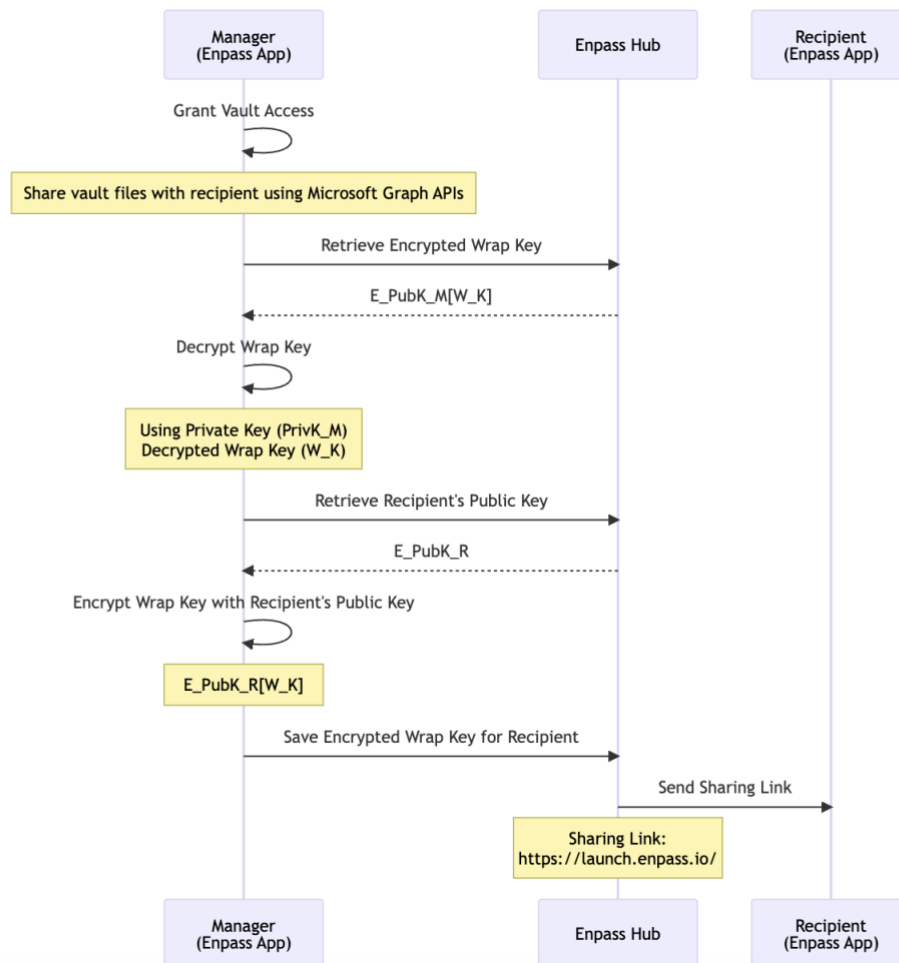 Manager
(Enpass App)
Enpass Hub
Recipient
(Enpass App)
Grant Vault Access
Share vault files with recipient using Microsoft Graph APIs
Retrieve Encrypted Wrap Key
E_PubK_M[W_K]
Decrypt Wrap Key
Using Private Key (PrivK_M)
Decrypted Wrap Key (W_K)
Retrieve Recipient's Public Key
E_PubK_R
Encrypt Wrap Key with Recipient's Public Key
E_PubK_R[W_K]
Save Encrypted Wrap Key for Recipient
Send Sharing Link
Sharing Link:
https://launch.enpass.io/
Manager
(Enpass App)
Enpass Hub
Recipient
(Enpass App)